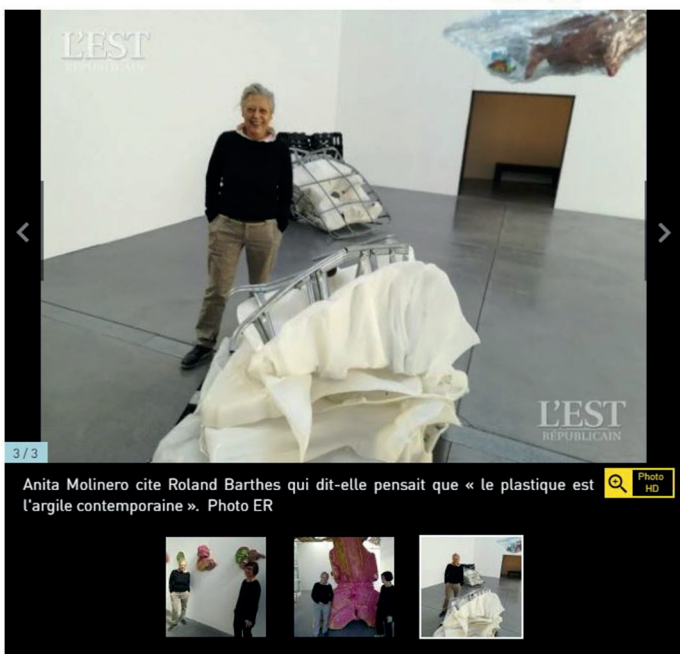 L'EST
RÉPUBLICAIN
L'EST
RÉPUBLICAIN
3 / 3
Anita Molinero cite Roland Barthes qui dit-elle pensait que « le plastique est
l'argile contemporaine ». Photo ER
Photo
HD